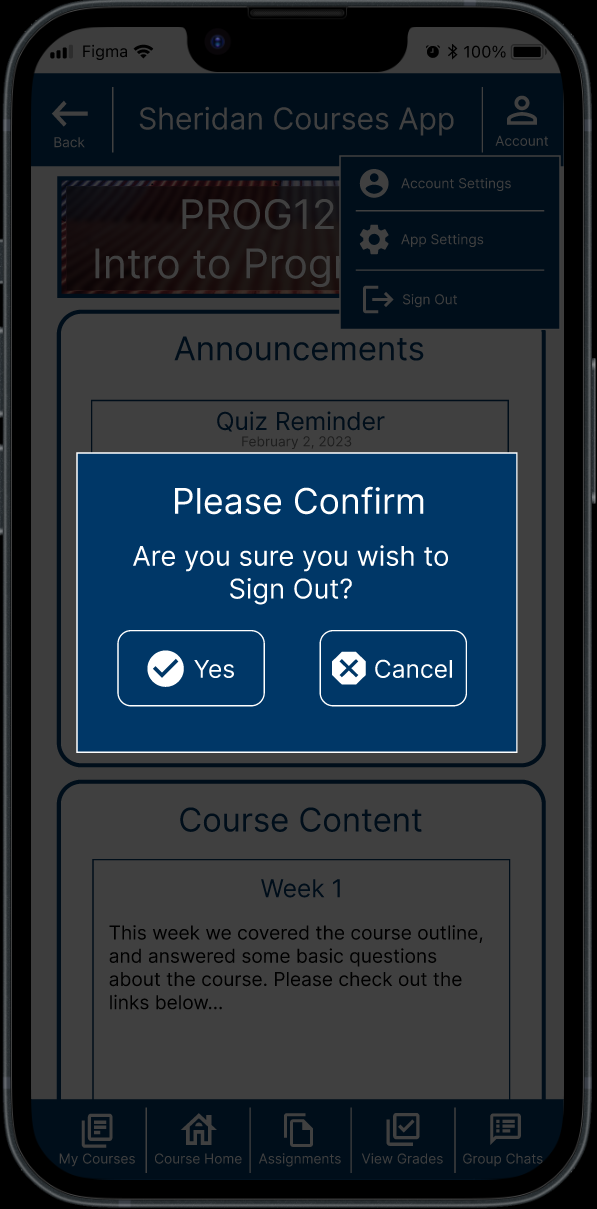 Figma
100%
Back
Sheridan Courses App
Account
Account Settings
App Settings
Sign Out
PROG12
Intro to Progr
Announcements
Quiz Reminder
February 2, 2023
Please Confirm
Are you sure you wish to
Sign Out?
Yes
Cancel
Course Content
Week 1
This week we covered the course outline,
and answered some basic questions
about the course. Please check out the
links below...
My Courses
Course Home
Assignments
View Grades
Group Chats